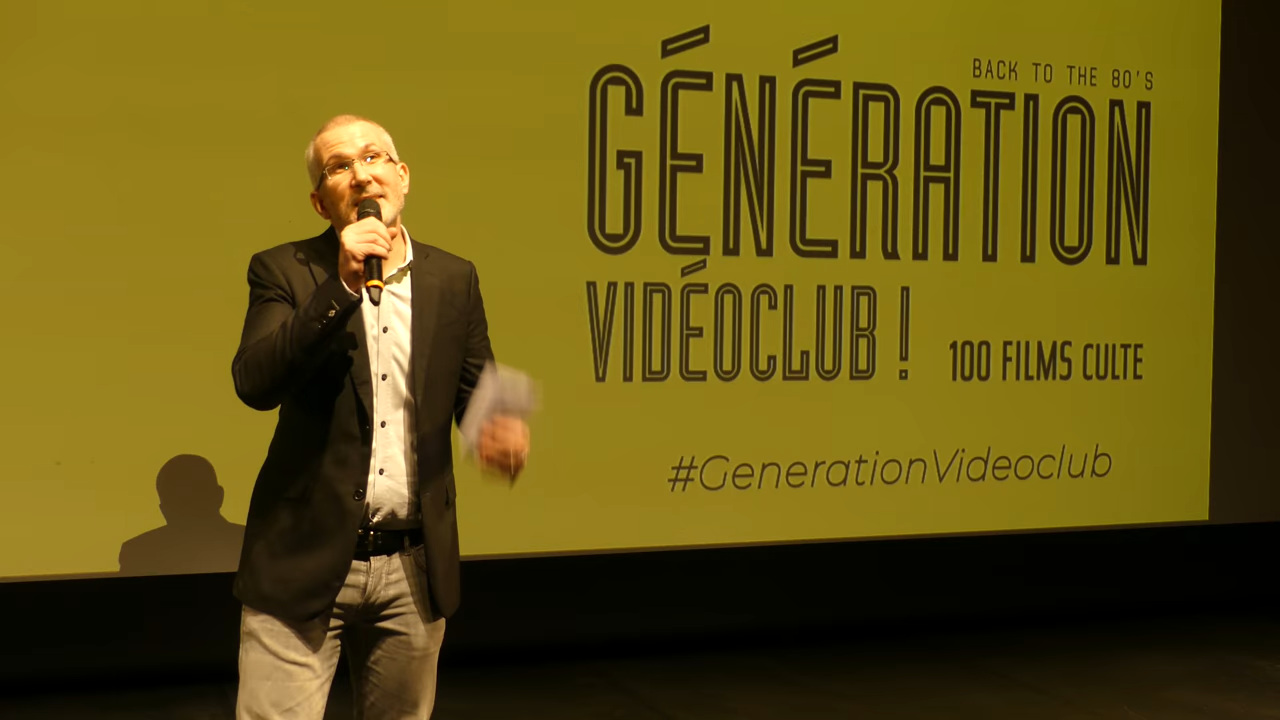 BACK TO THE 80'S
GÉNÉRATION
VIDÉOCLUB !
100 FILMS CULTE
#GenerationVideoclub